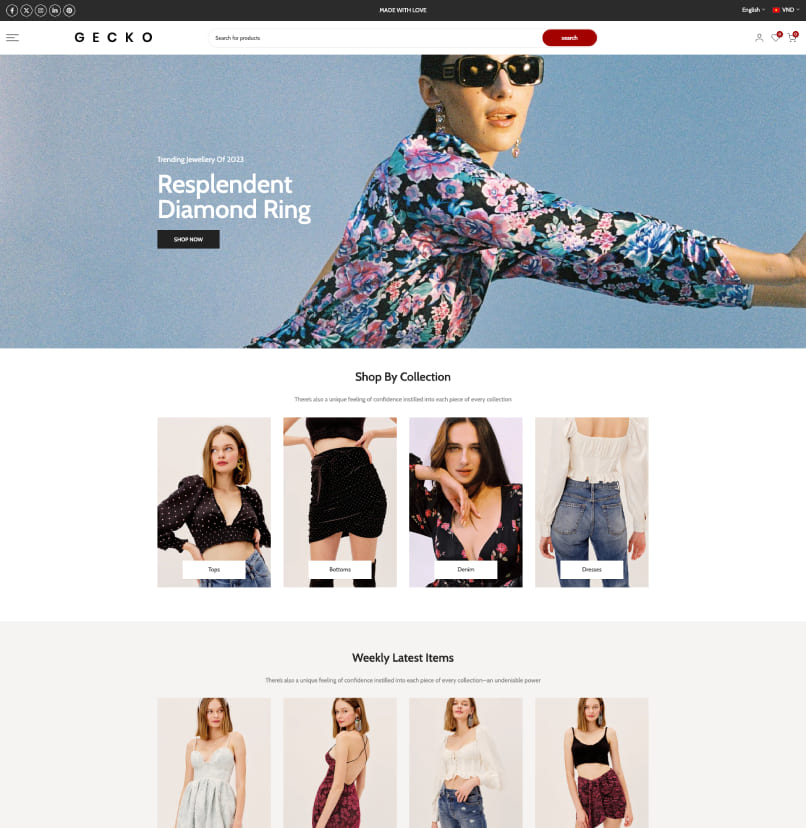 MADE WITH LOVE
English
VND
GECKO
Search for products
search
0
0
Trending Jewellery Of 2023
Resplendent
Diamond Ring
SHOP NOW
Shop By Collection
There's also a unique feeling of confidence instilled into each piece of every collection
Tops
Bottoms
Denim
Dresses
Weekly Latest Items
There's also a unique feeling of confidence instilled into each piece of every collection—an undeniable power